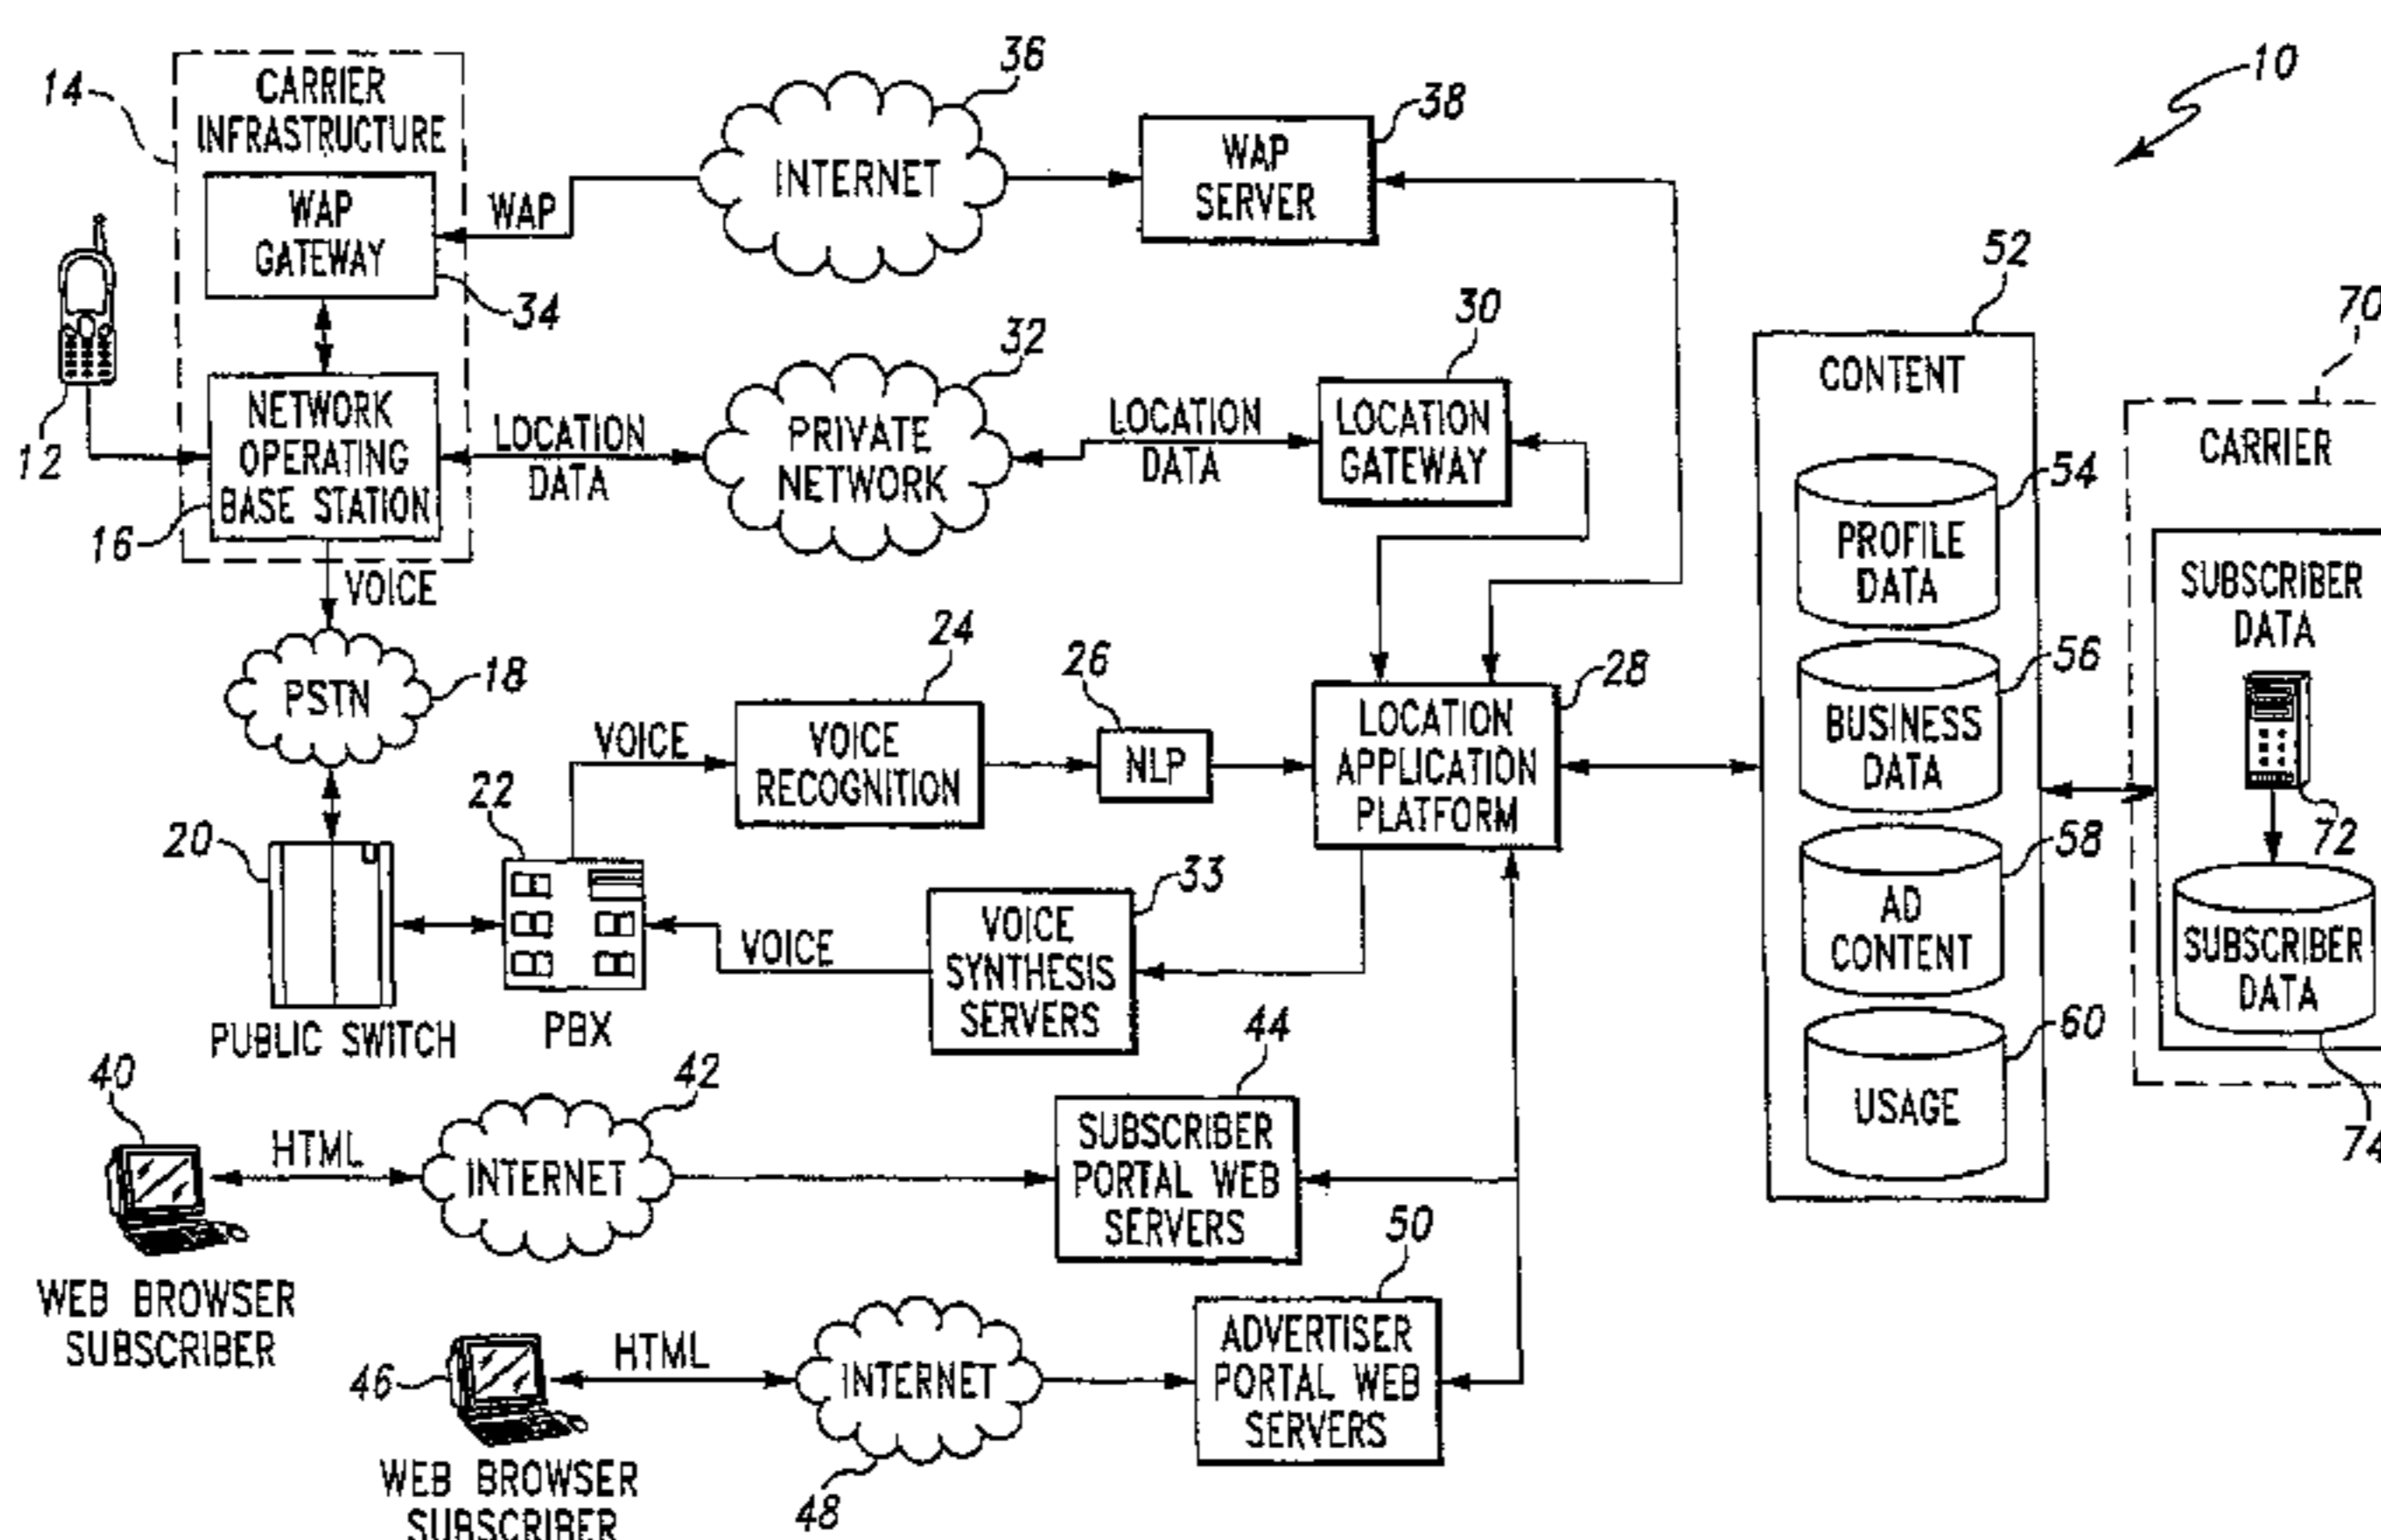 10
36
38
14
CARRIER
INFRASTRUCTURE
WAP
GATEWAY
34
WAP
INTERNET
WAP
SERVER
52
70
12
NETWORK
OPERATING
BASE STATION
16
LOCATION
DATA
32
PRIVATE
NETWORK
LOCATION
DATA
30
LOCATION
GATEWAY
CONTENT
54
PROFILE
DATA
56
BUSINESS
DATA
58
AD
CONTENT
60
USAGE
CARRIER
SUBSCRIBER
DATA
72
SUBSCRIBER
DATA
74
VOICE
PSTN
18
20
PUBLIC SWITCH
22
PBX
VOICE
24
VOICE
RECOGNITION
26
NLP
28
LOCATION
APPLICATION
PLATFORM
VOICE
33
VOICE
SYNTHESIS
SERVERS
40
WEB BROWSER
SUBSCRIBER
HTML
42
INTERNET
44
SUBSCRIBER
PORTAL WEB
SERVERS
46
WEB BROWSER
SUBSCRIBER
HTML
INTERNET
48
50
ADVERTISER
PORTAL WEB
SERVERS